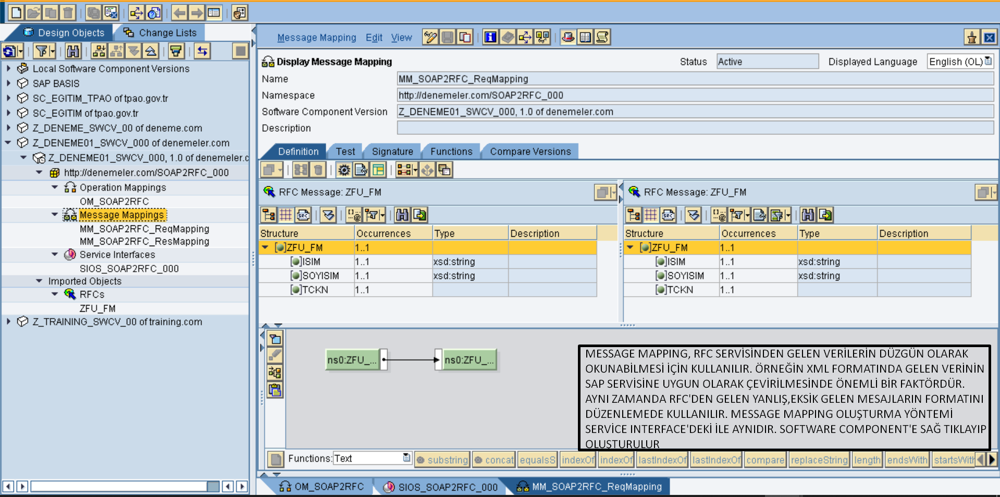 Design Objects
Change Lists
Local Software Component Versions
SAP BASIS
SC_EGITIM_TPAO of tpao.gov.tr
SC_EGITIM of tpao.gov.tr
Z_DENEME_SWCV_00 of deneme.com
Z_DENEME01_SWCV_000 of denemeler.com
Z_DENEME01_SWCV_000, 1.0 of denemeler.c
http://denemeler.com/SOAP2RFC_000
Operation Mappings
OM_SOAP2RFC
Message Mappings
MM_SOAP2RFC_ReqMapping
MM_SOAP2RFC_ResMapping
Service Interfaces
SIOS_SOAP2RFC_000
Imported Objects
RFCs
ZFU_FM
Z_TRAINING_SWCV_00 of training.com
Message Mapping Edit View
Display Message Mapping
Status Active Displayed Language English (OL)
Name MM_SOAP2RFC_ReqMapping
Namespace http://denemeler.com/SOAP2RFC_000
Software Component Version Z_DENEME01_SWCV_000, 1.0 of denemeler.com
Description
Definition Test Signature Functions Compare Versions
RFC Message: ZFU_FM
SRC
Structure Occurrences Type Description
ZFU_FM 1..1
ISIM 1..1 xsd:string
SOYISIM 1..1 xsd:string
TCKN 1..1
RFC Message: ZFU_FM
SRC
Structure Occurrences Type Description
ZFU_FM 1..1
ISIM 1..1 xsd:string
SOYISIM 1..1 xsd:string
TCKN 1..1
ns0:ZFU_... ns0:ZFU_...
MESSAGE MAPPING, RFC SERVİSİNDEN GELEN VERİLERİN DÜZGÜN OLARAK
OKUNABİLMESİ İÇİN KULLANILIR. ÖRNEĞİN XML FORMATINDA GELEN VERİNİN
SAP SERVİSİNE UYGUN OLARAK ÇEVİRİLMESİNDE ÖNEMLİ BİR FAKTÖRDÜR.
AYNI ZAMANDA RFC'DEN GELEN YANLIŞ,EKSİK GELEN MESAJLARIN FORMATINI
DÜZENLEMEDE KULLANILIR. MESSAGE MAPPING OLUŞTURMA YÖNTEMİ
SERVİCE INTERFACE'DEKİ İLE AYNIDIR. SOFTWARE COMPONENT'E SAĞ TIKLAYIP
OLUŞTURULUR
Functions: Text substring concat equalsS indexOf indexOf lastIndexOf lastIndexOf compare replaceString length endsWith startsWith
OM_SOAP2RFC SIOS_SOAP2RFC_000 MM_SOAP2RFC_ReqMapping